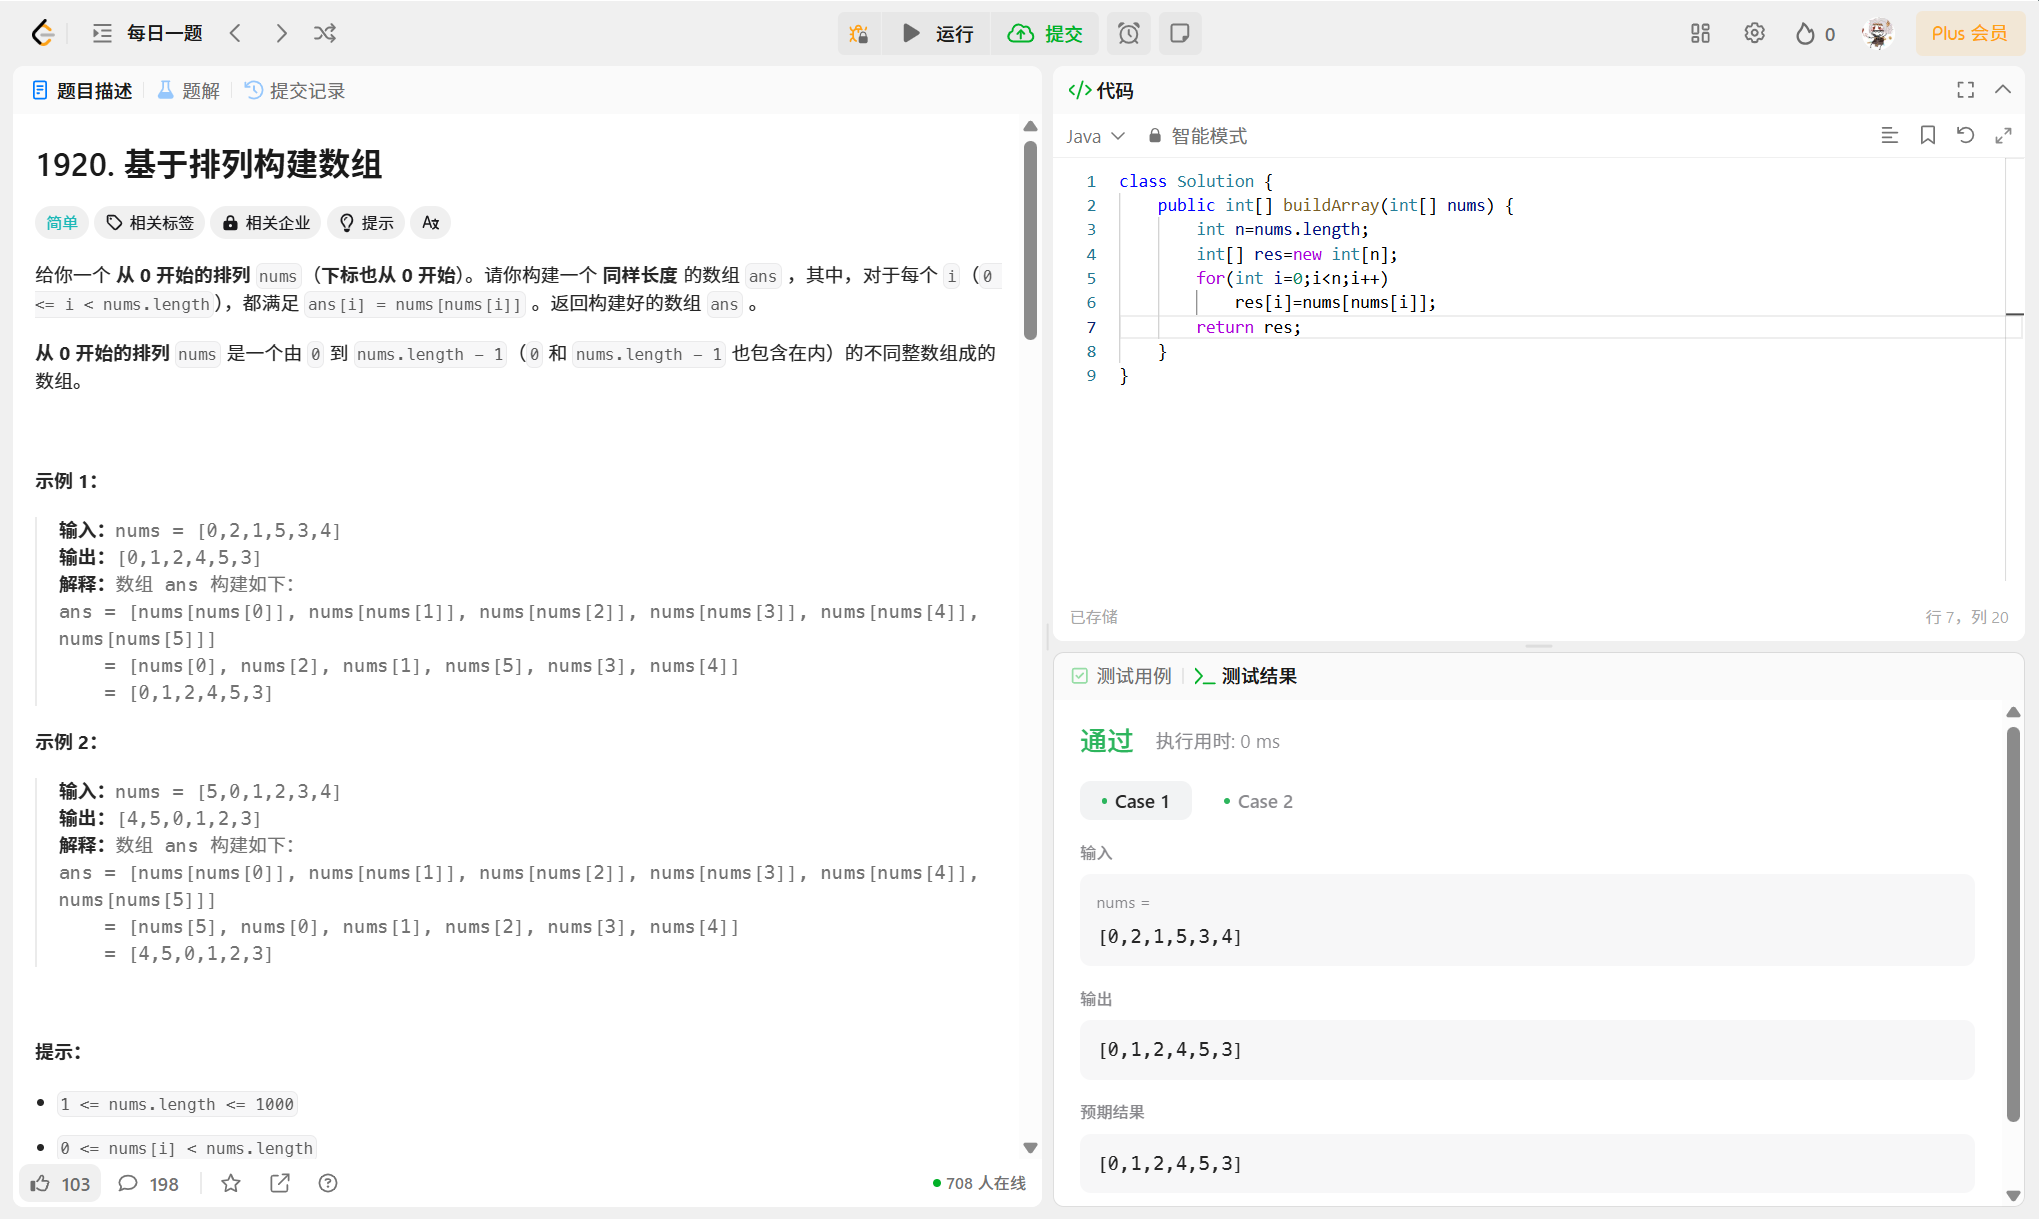 每日一题
运行
提交
0
Plus 会员
题目描述
题解
提交记录
1920. 基于排列构建数组
简单
相关标签
相关企业
提示
给你一个 从 0 开始的排列 nums（下标也从 0 开始）。请你构建一个 同样长度 的数组 ans ，其中，对于每个 i（0
<= i < nums.length），都满足 ans[i] = nums[nums[i]] 。返回构建好的数组 ans 。
从 0 开始的排列 nums 是一个由 0 到 nums.length - 1（0 和 nums.length - 1 也包含在内）的不同整数组成的
数组。
示例 1：
输入：nums = [0,2,1,5,3,4]
输出：[0,1,2,4,5,3]
解释：数组 ans 构建如下：
ans = [nums[nums[0]], nums[nums[1]], nums[nums[2]], nums[nums[3]], nums[nums[4]],
nums[nums[5]]]
= [nums[0], nums[2], nums[1], nums[5], nums[3], nums[4]]
= [0,1,2,4,5,3]
示例 2：
输入：nums = [5,0,1,2,3,4]
输出：[4,5,0,1,2,3]
解释：数组 ans 构建如下：
ans = [nums[nums[0]], nums[nums[1]], nums[nums[2]], nums[nums[3]], nums[nums[4]],
nums[nums[5]]]
= [nums[5], nums[0], nums[1], nums[2], nums[3], nums[4]]
= [4,5,0,1,2,3]
提示：
1 <= nums.length <= 1000
0 <= nums[i] < nums.length
103
198
708 人在线
代码
Java
智能模式
1 class Solution {
2     public int[] buildArray(int[] nums) {
3         int n=nums.length;
4         int[] res=new int[n];
5         for(int i=0;i<n;i++)
6             res[i]=nums[nums[i]];
7         return res;
8     }
9 }
已存储
行 7，列 20
测试用例
测试结果
通过
执行用时: 0 ms
Case 1
Case 2
输入
nums =
[0,2,1,5,3,4]
输出
[0,1,2,4,5,3]
预期结果
[0,1,2,4,5,3]